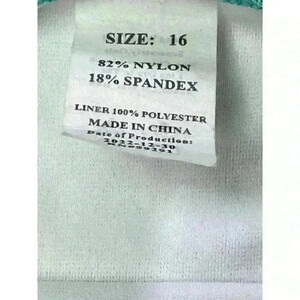 SIZE: 16
82% NYLON
18% SPANDEX
LINER 100% POLYESTER
MADE IN CHINA
Date of Production:
2022-12-30